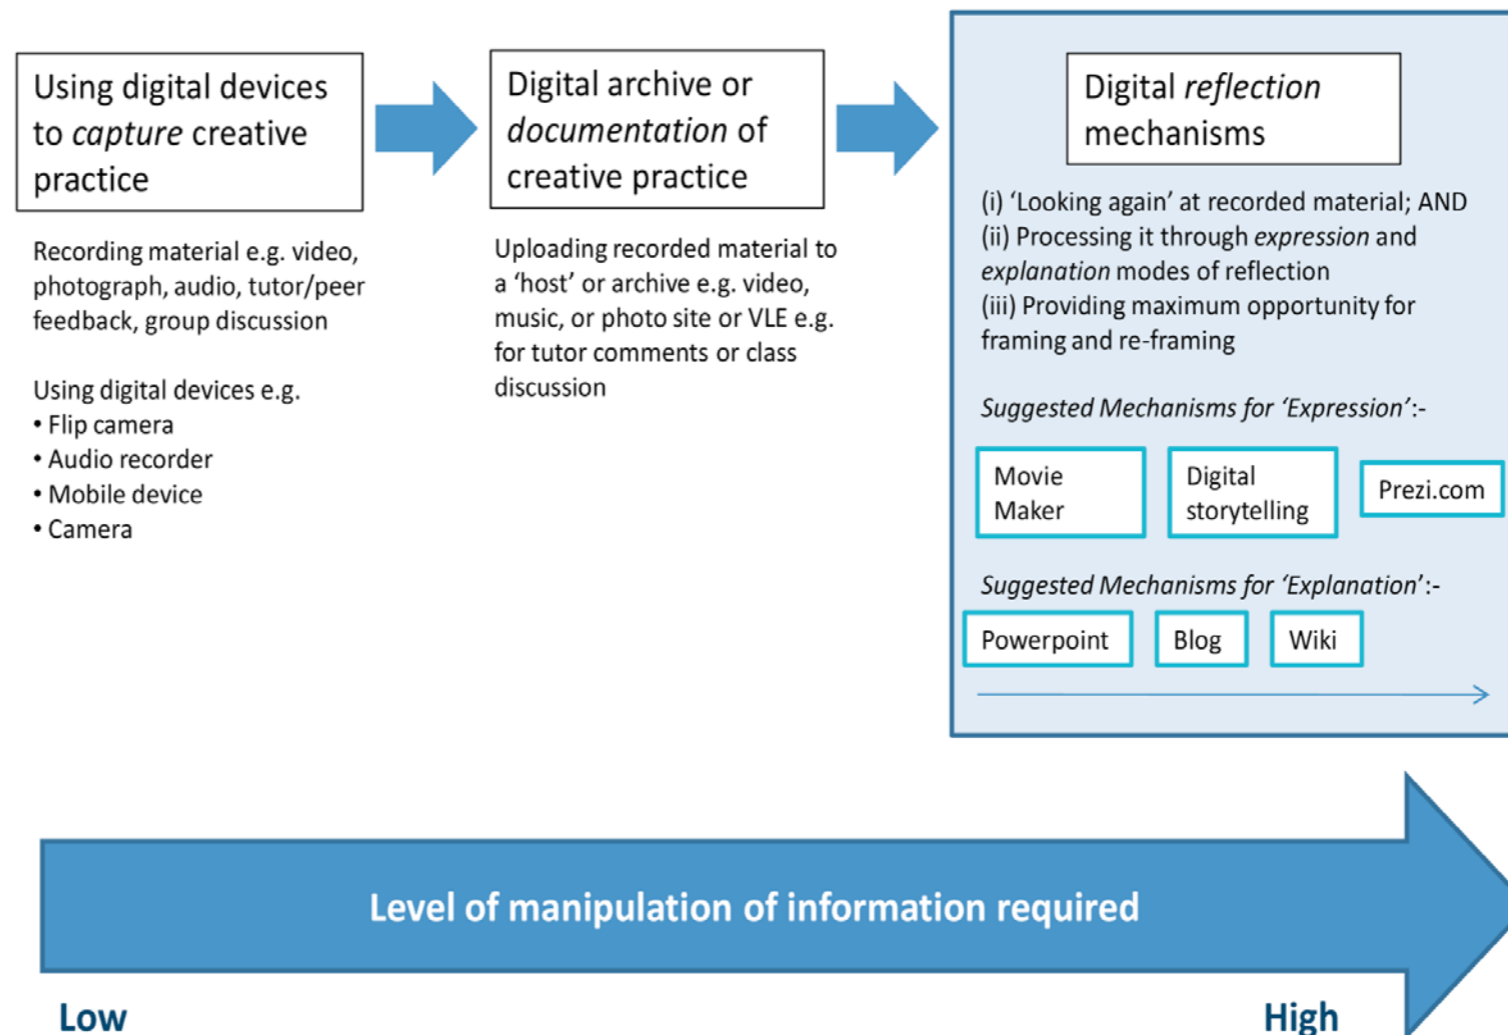 Using digital devices
to capture creative
practice
Recording material e.g. video,
photograph, audio, tutor/peer
feedback, group discussion
Using digital devices e.g.
• Flip camera
• Audio recorder
• Mobile device
• Camera
Digital archive or
documentation of
creative practice
Uploading recorded material to
a ‘host’ or archive e.g. video,
music, or photo site or VLE e.g.
for tutor comments or class
discussion
Digital reflection
mechanisms
(i) ‘Looking again’ at recorded material; AND
(ii) Processing it through expression and
explanation modes of reflection
(iii) Providing maximum opportunity for
framing and re-framing
Suggested Mechanisms for ‘Expression’:-
Movie
Maker
Digital
storytelling
Prezi.com
Suggested Mechanisms for ‘Explanation’:-
Powerpoint
Blog
Wiki
Level of manipulation of information required
Low
High